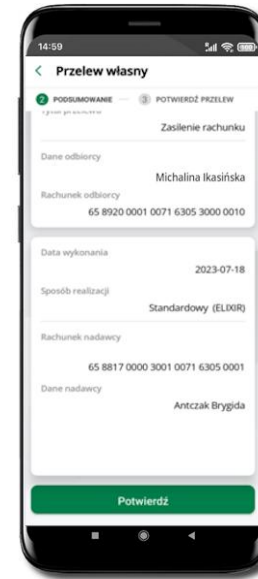 14:59
Przelew własny
2 PODSUMOWANIE 3 POTWIERDŹ PRZELEW
Tytuł przelewu
Zasilenie rachunku
Dane odbiorcy
Michalina Ikasińska
Rachunek odbiorcy
65 8920 0001 0071 6305 3000 0010
Data wykonania
2023-07-18
Sposób realizacji
Standardowy (ELIXIR)
Rachunek nadawcy
65 8817 0000 3001 0071 6305 0001
Dane nadawcy
Antczak Brygida
Potwierdź